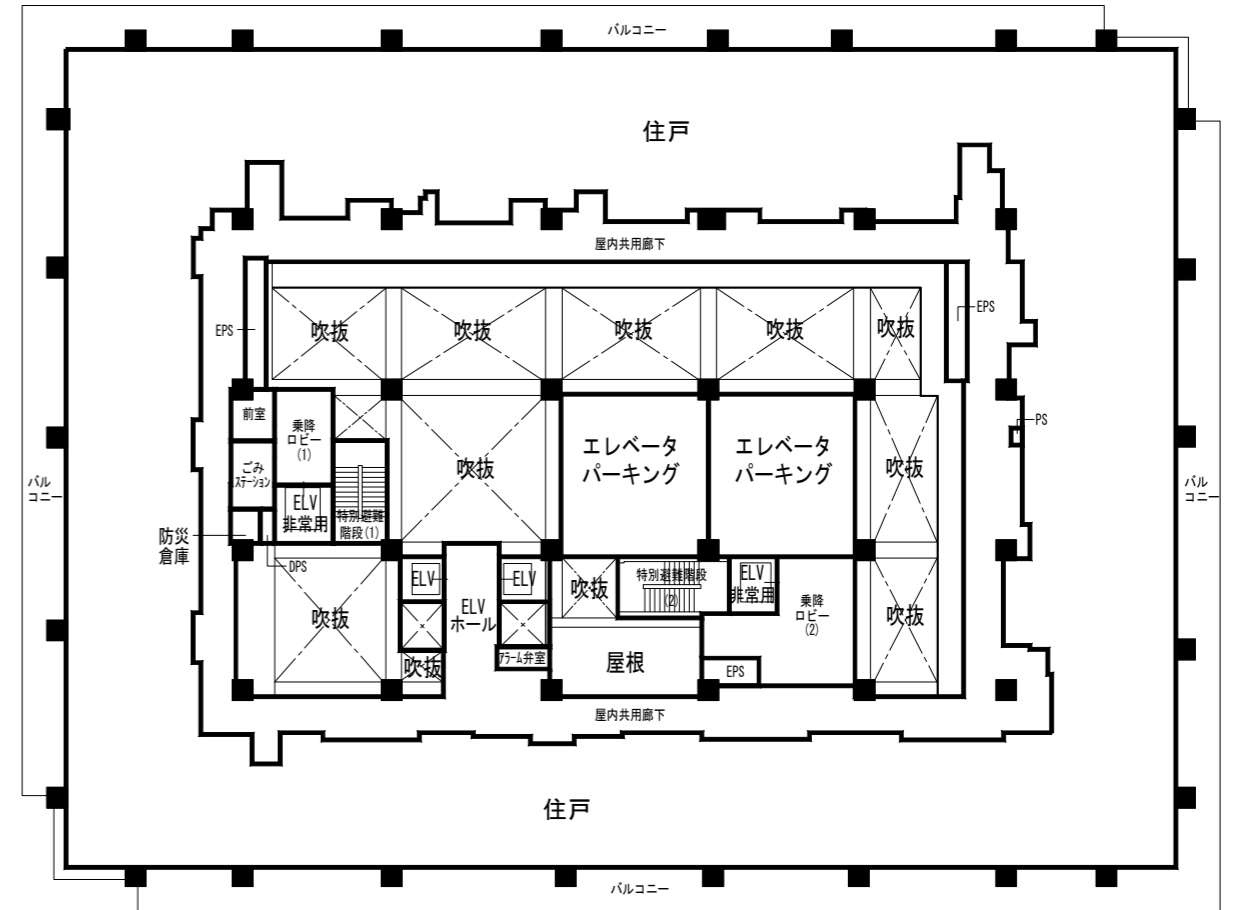 バルコニー
住戸
屋内共用廊下
EPS
吹抜
吹抜
吹抜
吹抜
吹抜
EPS
前室
乗降
ロビー
(1)
ごみ
ステーション
ELV
非常用
特別避難
階段(1)
吹抜
エレベータ
パーキング
エレベータ
パーキング
吹抜
PS
バル
コニー
バル
コニー
防災
倉庫
DPS
吹抜
ELV
ELV
ホール
ELV
吹抜
アラーム弁室
吹抜
特別避難階段
(2)
ELV
非常用
乗降
ロビー
(2)
屋根
EPS
吹抜
屋内共用廊下
住戸
バルコニー